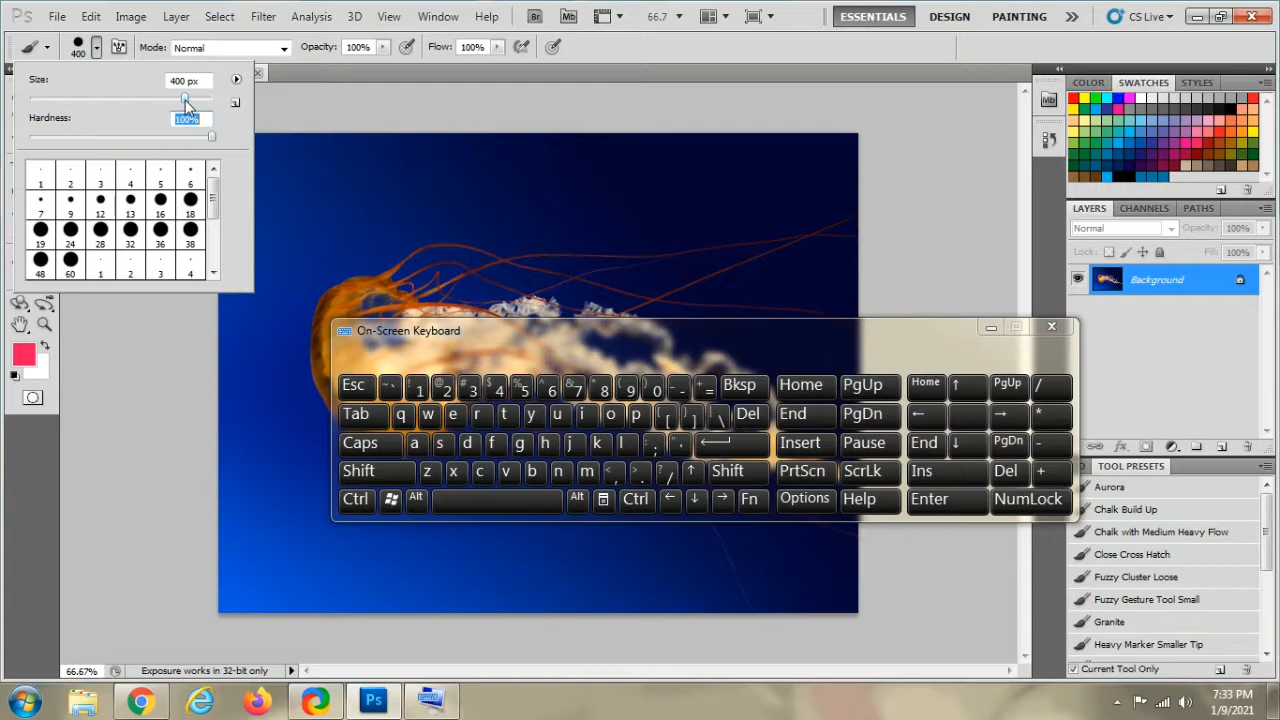 Ps File Edit Image Layer Select Filter Analysis 3D View Window Help Br Mb 66.7 ESSENTIALS DESIGN PAINTING CS Live
400 Mode: Normal Opacity: 100% Flow: 100%
Size: 400 px
Hardness: 100%
1 2 3 4 5 6
7 9 12 13 16 18
19 24 28 32 36 38
48 60 1 2 3 4
COLOR SWATCHES STYLES
Mb
LAYERS CHANNELS PATHS
Normal Opacity: 100%
Lock: Fill: 100%
Background
On-Screen Keyboard
Esc ~ ` ! 1 @ 2 # 3 $ 4 % 5 ^ 6 & 7 * 8 ( 9 ) 0 _ - + = Bksp Home PgUp Home ↑ PgUp /
Tab q w e r t y u i o p { [ } ] | \ Del End PgDn ← → *
Caps a s d f g h j k l : ; " ' Insert Pause End ↓ PgDn -
Shift z x c v b n m < , > . ? / ↑ Shift PrtScn ScrLk Ins Del +
Ctrl Alt Alt Ctrl ← ↓ → Fn Options Help Enter NumLock
TOOL PRESETS
Aurora
Chalk Build Up
Chalk with Medium Heavy Flow
Close Cross Hatch
Fuzzy Cluster Loose
Fuzzy Gesture Tool Small
Granite
Heavy Marker Smaller Tip
Current Tool Only
66.67% Exposure works in 32-bit only
Ps
7:33 PM
1/9/2021